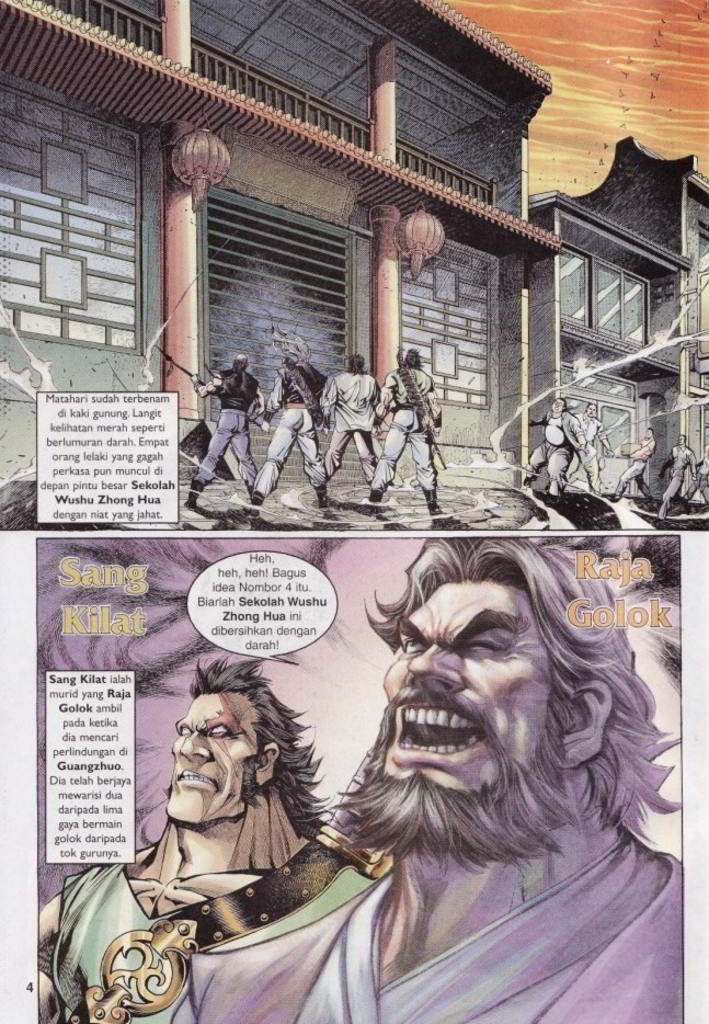 Matahari sudah terbenam
di kaki gunung. Langit
kelihatan merah seperti
berlumuran darah. Empat
orang lelaki yang gagah
perkasa pun muncul di
depan pintu besar Sekolah
Wushu Zhong Hua
dengan niat yang jahat.
Sang
Kilat
Heh,
heh, heh! Bagus
idea Nombor 4 itu.
Biarlah Sekolah Wushu
Zhong Hua ini
dibersihkan dengan
darah!
Raja
Golok
Sang Kilat ialah
murid yang Raja
Golok ambil
pada ketika
dia mencari
perlindungan di
Guangzhuo.
Dia telah berjaya
mewarisi dua
daripada lima
gaya bermain
golok daripada
tok gurunya.
4